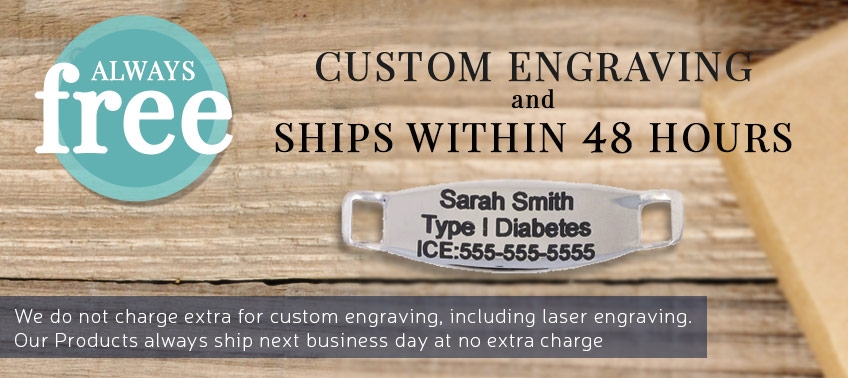 ALWAYS
free
CUSTOM ENGRAVING
and
SHIPS WITHIN 48 HOURS
Sarah Smith
Type I Diabetes
ICE:555-555-5555
We do not charge extra for custom engraving, including laser engraving.
Our Products always ship next business day at no extra charge